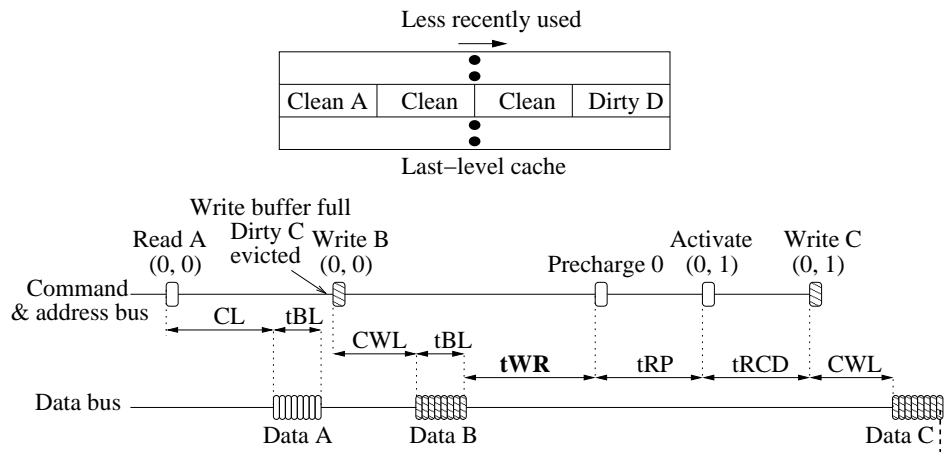 Less recently used
Clean A Clean Clean Dirty D
Last-level cache
Write buffer full
Dirty C
evicted
Read A
(0, 0)
Write B
(0, 0)
Precharge 0
Activate
(0, 1)
Write C
(0, 1)
Command
& address bus
CL tBL
CWL tBL
tWR tRP tRCD CWL
Data bus
Data A Data B Data C